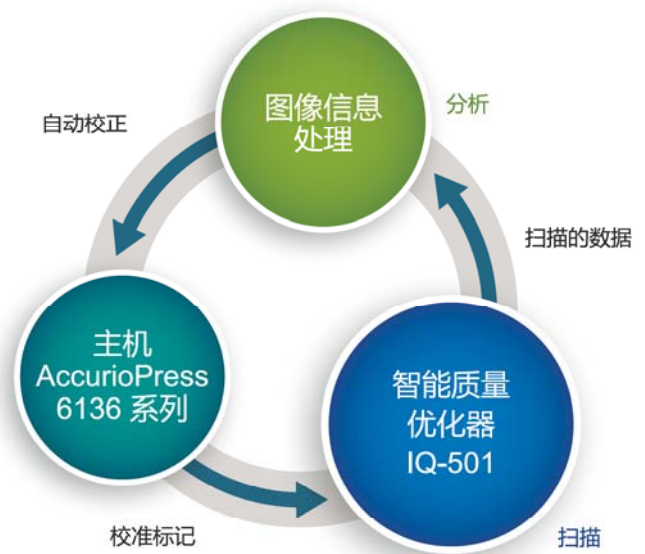 图像信息
处理
分析
自动校正
扫描的数据
主机
AccurioPress
6136 系列
智能质量
优化器
IQ-501
校准标记
扫描